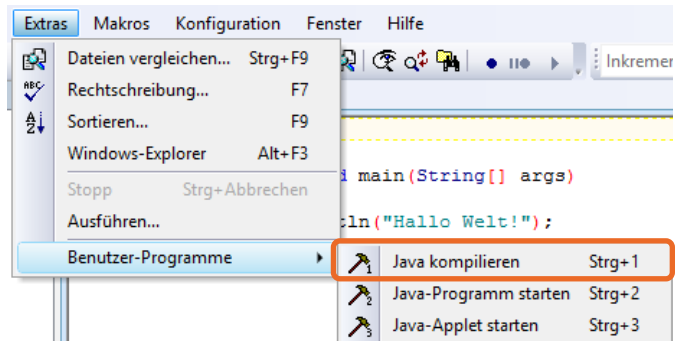 Extras Makros Konfiguration Fenster Hilfe
Dateien vergleichen... Strg+F9
Inkremen
Rechtschreibung... F7
Sortieren... F9
Windows-Explorer Alt+F3
main(String[] args)
Stopp Strg+Abbrechen
Ausführen... ln("Hallo Welt!");
Benutzer-Programme
Java kompilieren Strg+1
Java-Programm starten Strg+2
Java-Applet starten Strg+3